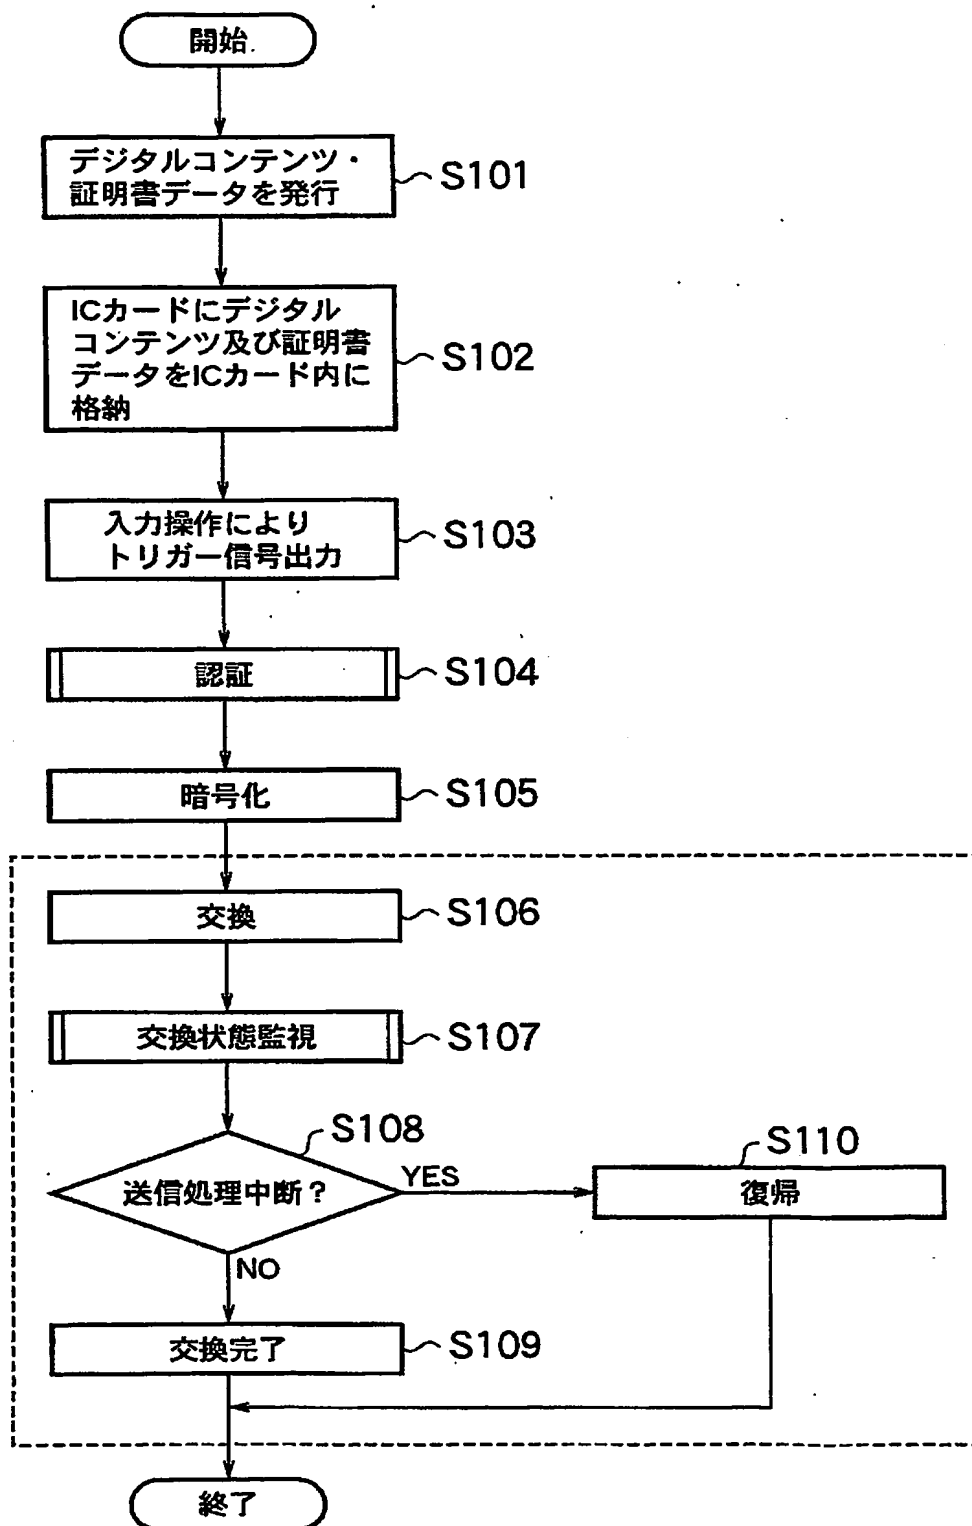 開始
デジタルコンテンツ・
証明書データを発行
S101
ICカードにデジタル
コンテンツ及び証明書
データをICカード内に
格納
S102
入力操作により
トリガー信号出力
S103
認証
S104
暗号化
S105
交換
S106
交換状態監視
S107
S108
送信処理中断？
YES
S110
復帰
NO
交換完了
S109
終了